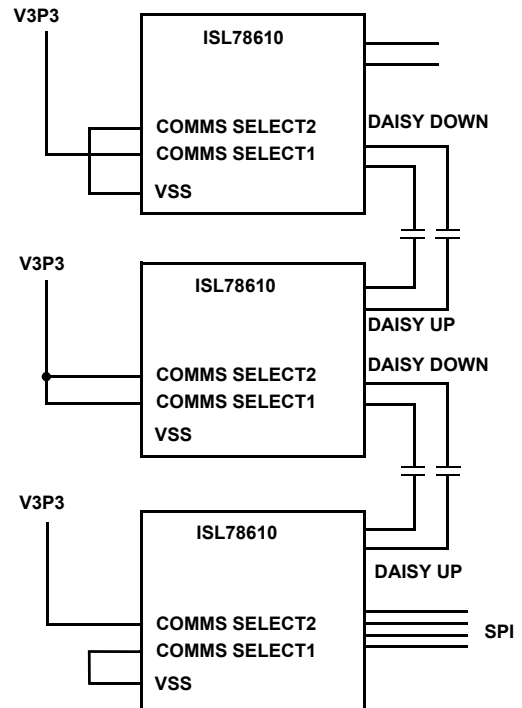 V3P3
ISL78610
COMMS SELECT2
DAISY DOWN
COMMS SELECT1
VSS
V3P3
ISL78610
DAISY UP
DAISY DOWN
COMMS SELECT2
COMMS SELECT1
VSS
V3P3
ISL78610
DAISY UP
COMMS SELECT2
SPI
COMMS SELECT1
VSS